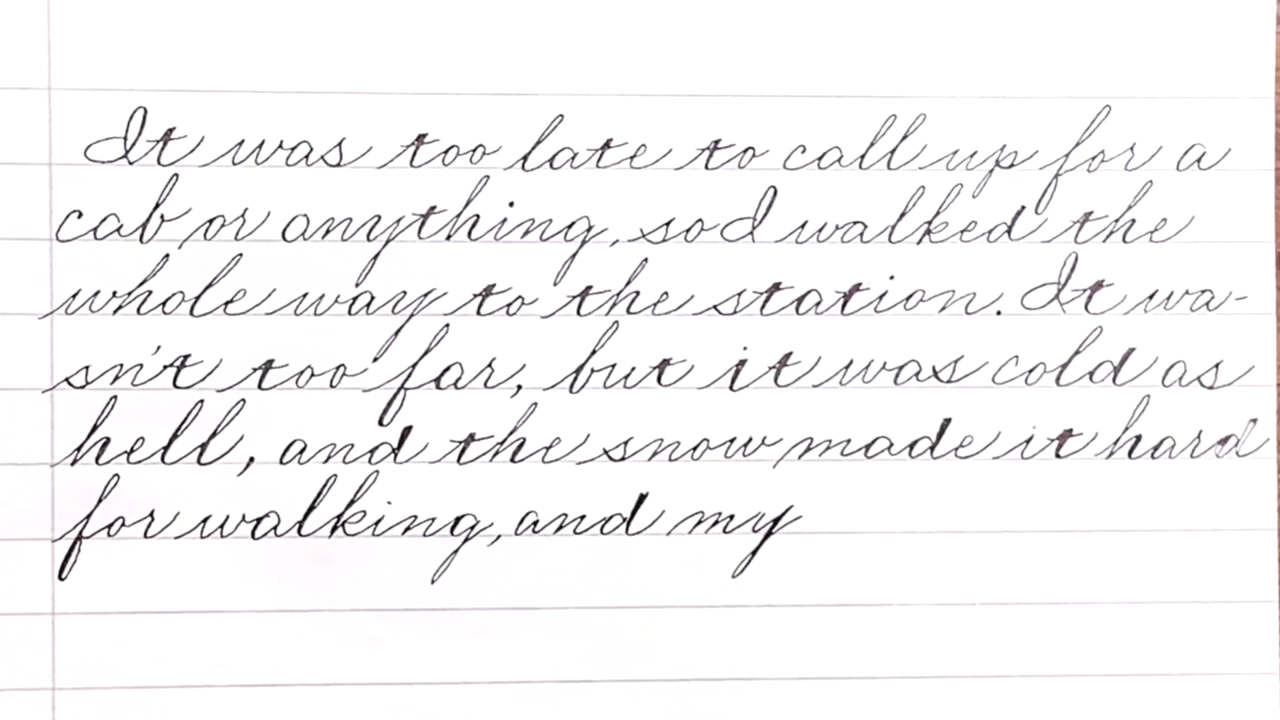 It was too late to call up for a
cab or anything, so I walked the
whole way to the station. It wa-
sn't too far, but it was cold as
hell, and the snow made it hard
for walking, and my